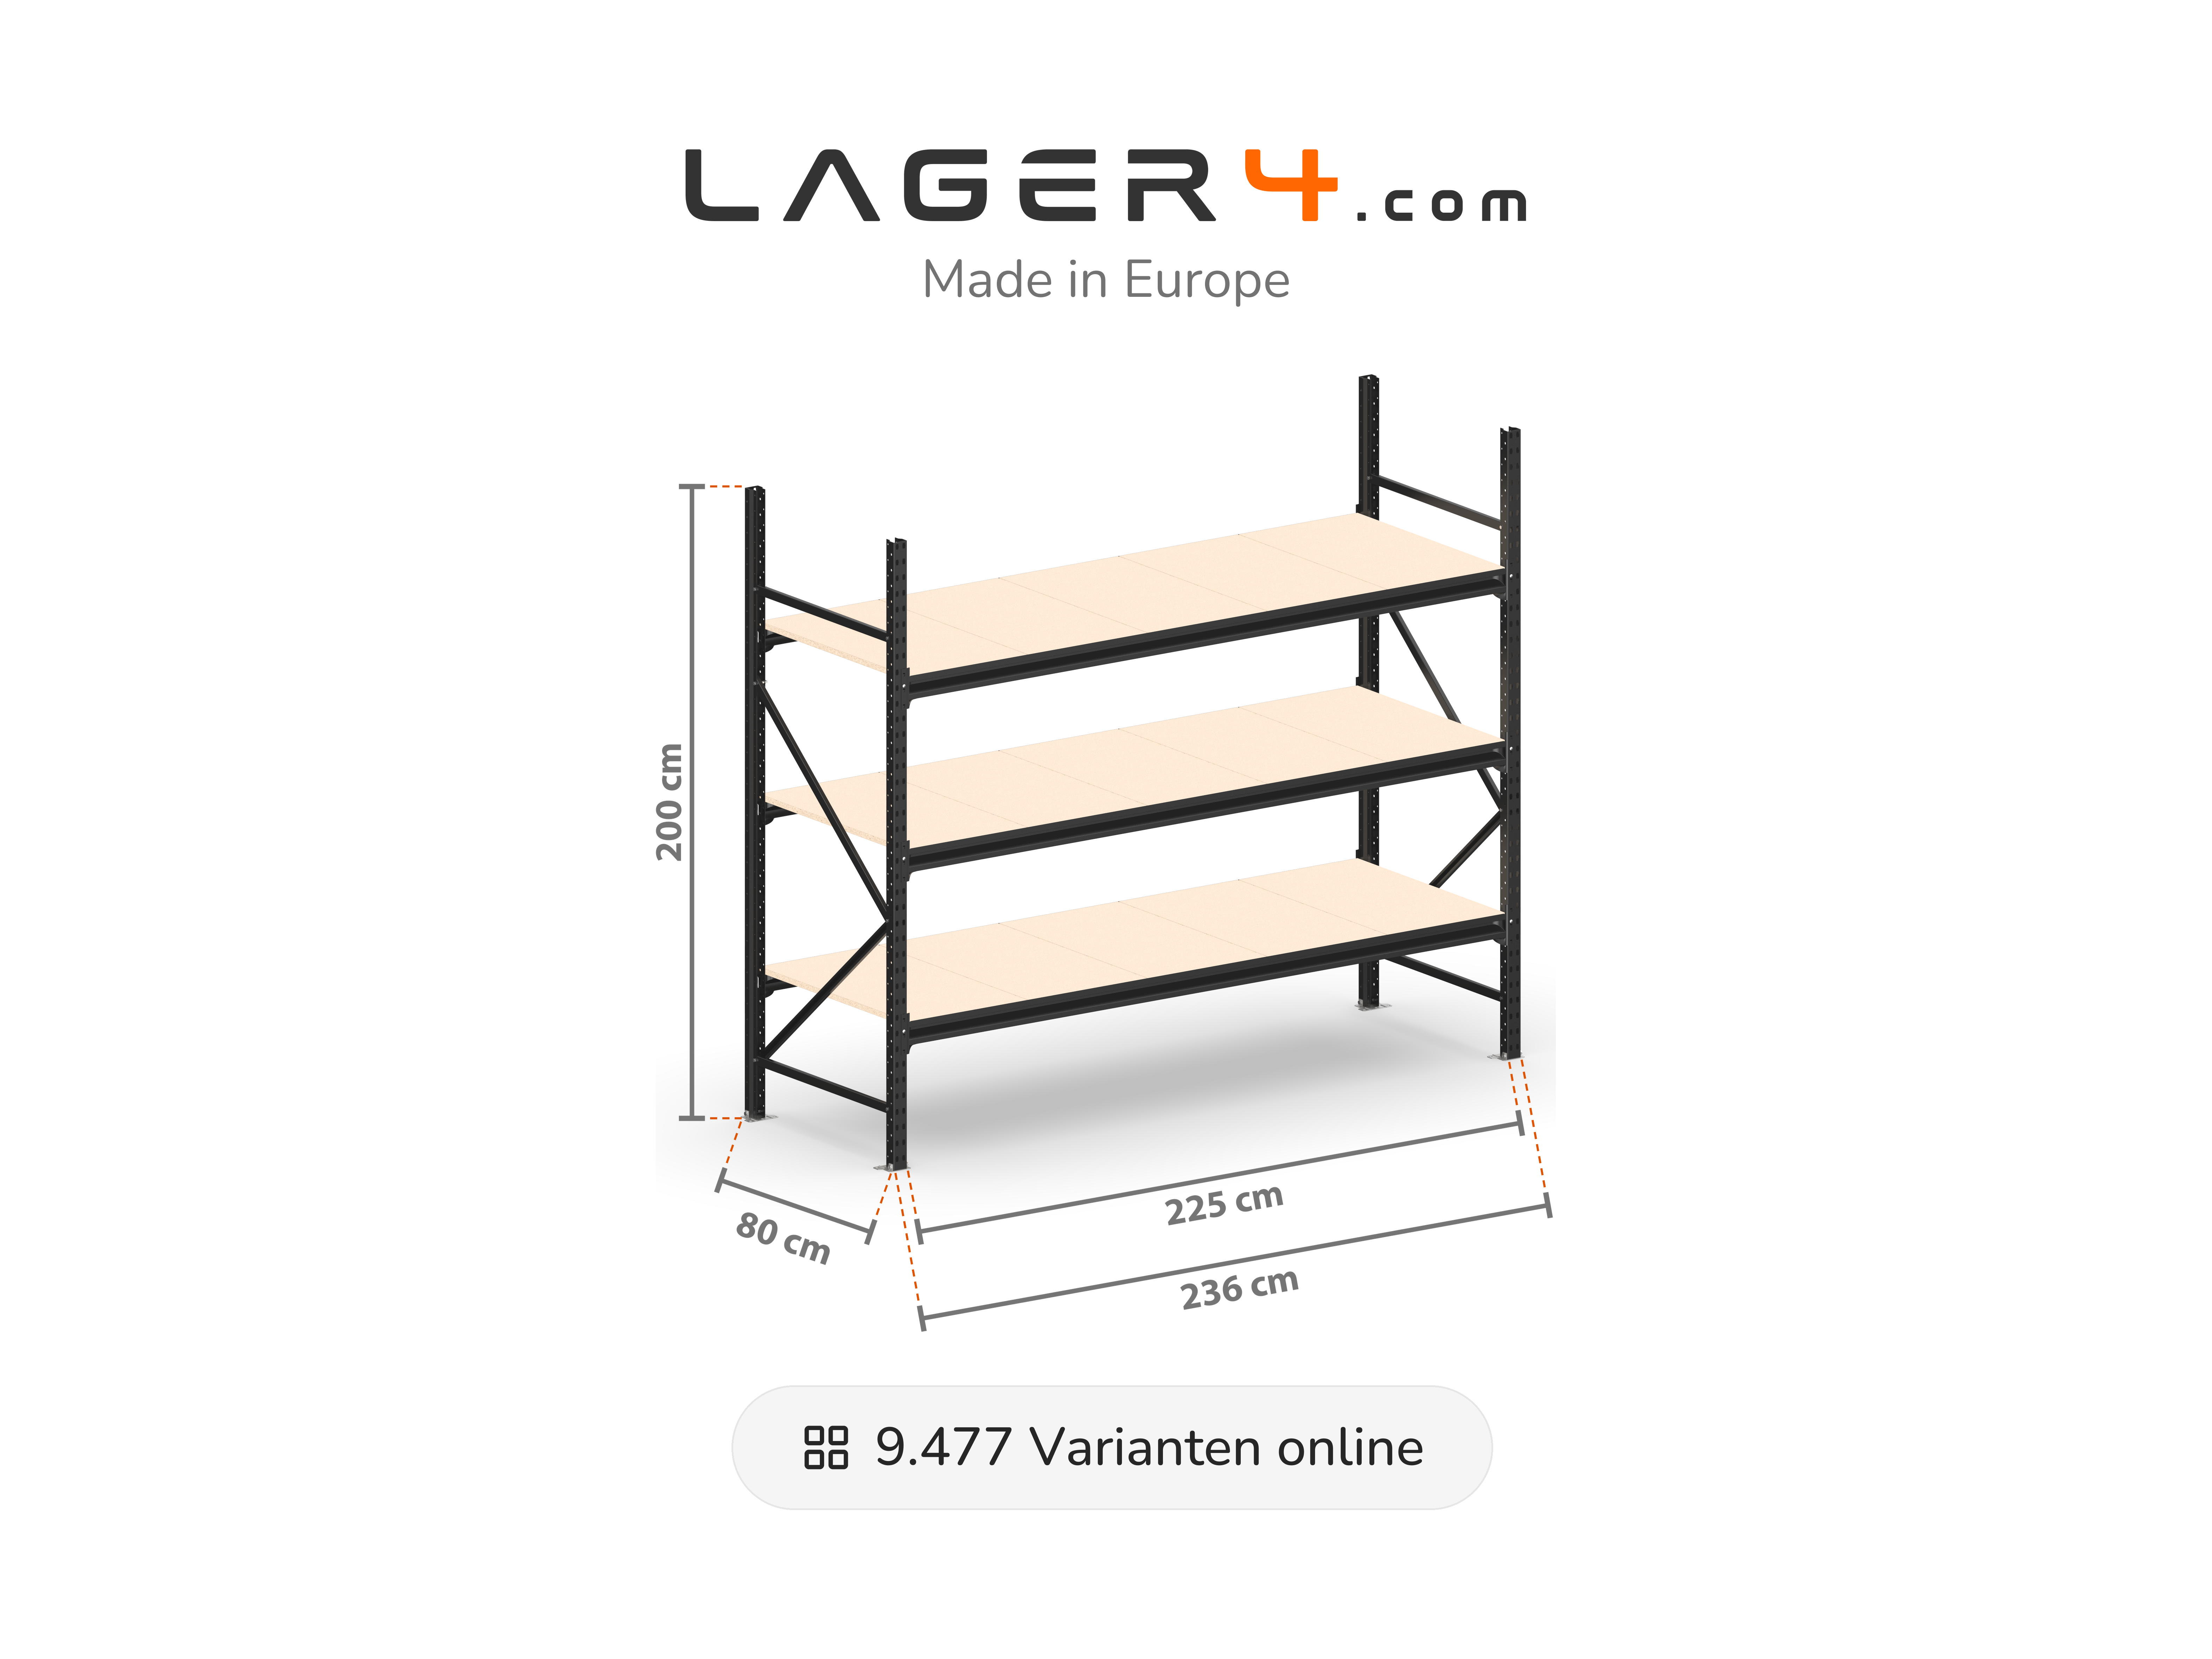 LAGER4.com
Made in Europe
200 cm
80 cm
225 cm
236 cm
9.477 Varianten online